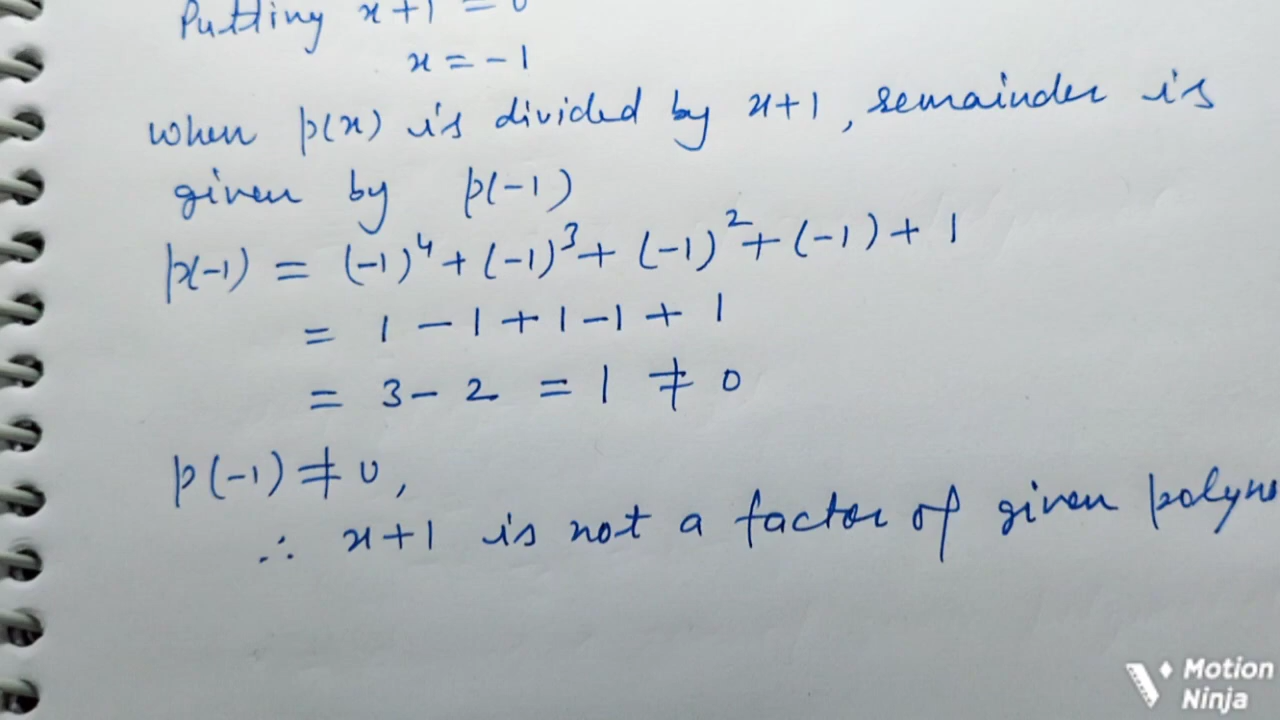 Putting x+1 = 0
x = -1
when p(x) is divided by x+1, remainder is
given by p(-1)
p(-1) = (-1)⁴ + (-1)³ + (-1)² + (-1) + 1
= 1 - 1 + 1 - 1 + 1
= 3 - 2 = 1 ≠ 0
p(-1) ≠ 0,
∴ x+1 is not a factor of given polyno
Motion
Ninja